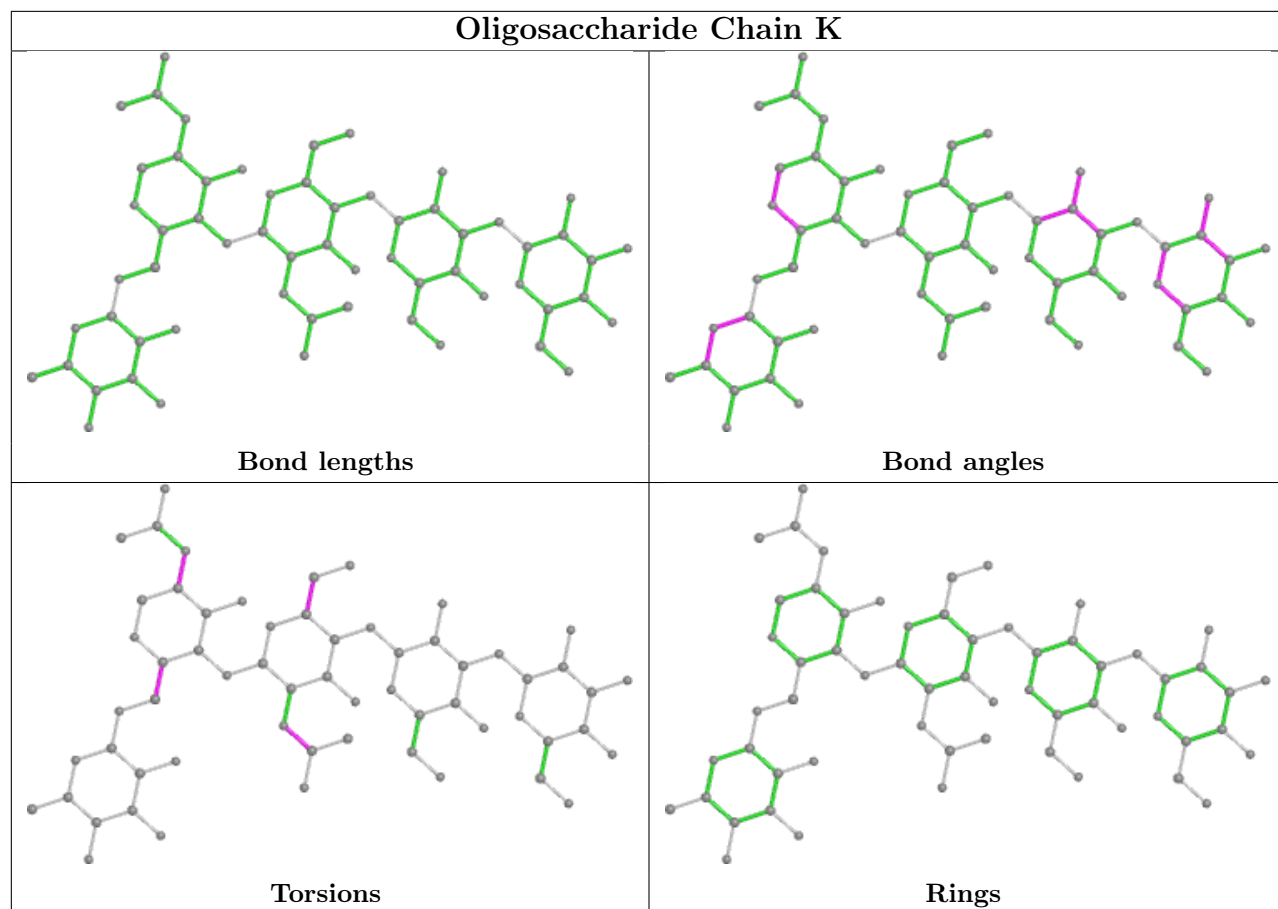 Oligosaccharide Chain K
Bond lengths
Bond angles
Torsions
Rings